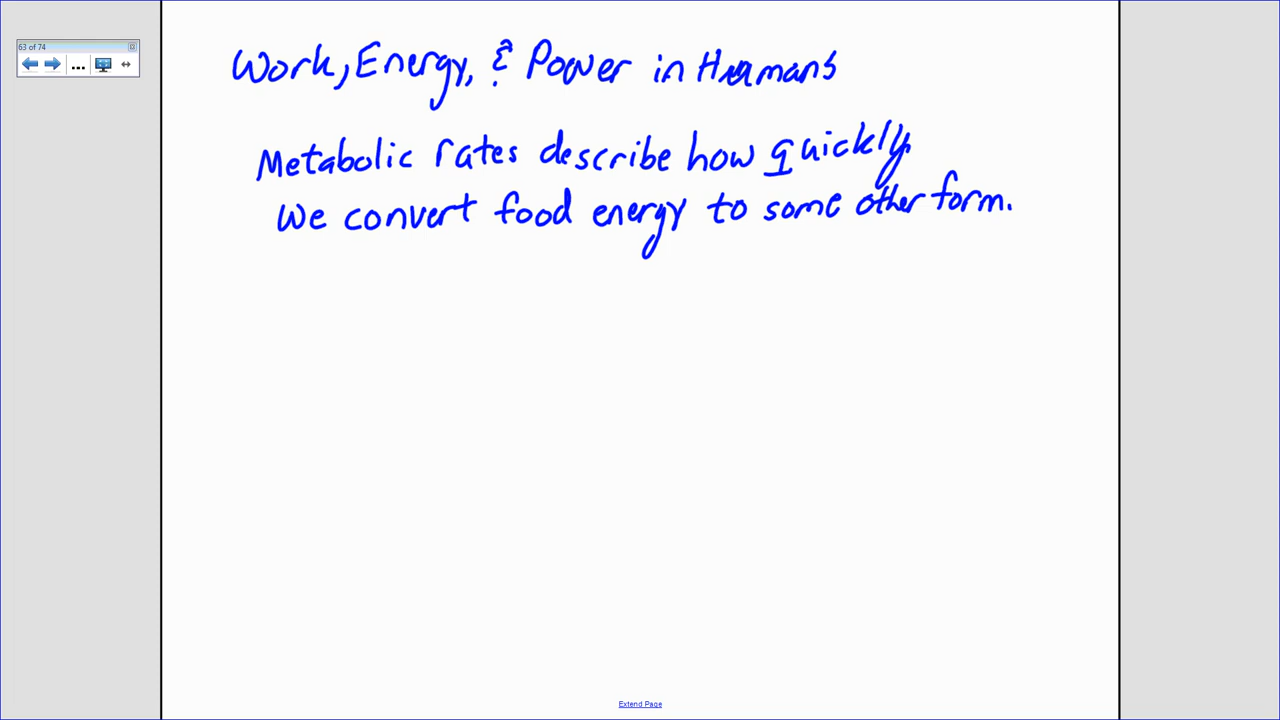 63 of 74
Work, Energy, & Power in Humans
Metabolic rates describe how quickly
we convert food energy to some other form.
Extend Page